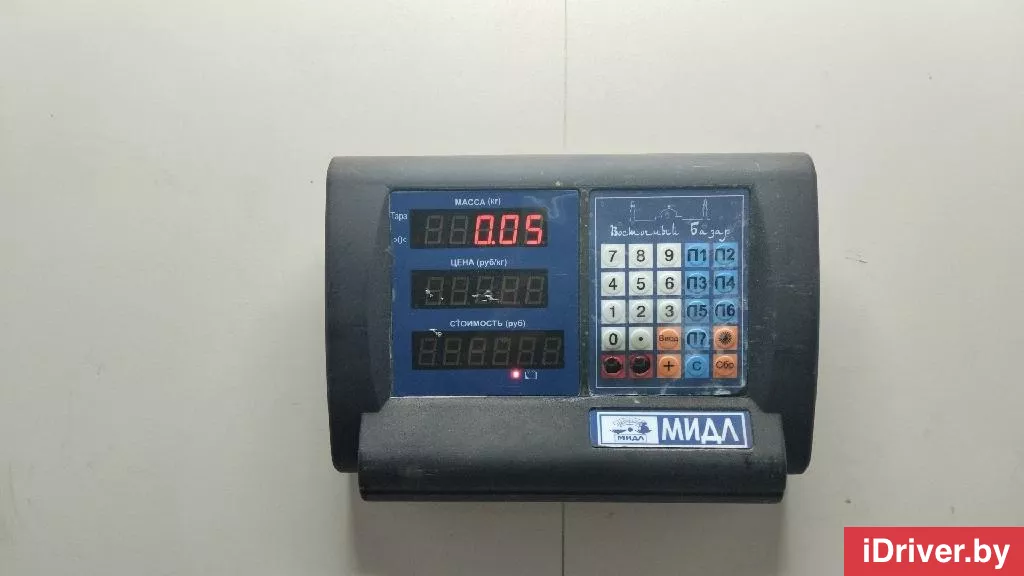 МАССА (кг)
Тара
>0<
0.05
ЦЕНА (руб/кг)
СТОИМОСТЬ (руб)
Восточный Базар
7 8 9 П1 П2
4 5 6 П3 П4
1 2 3 П5 П6
0 . Ввод П7
+ С Сбр
МИДЛ МИДЛ
iDriver.by